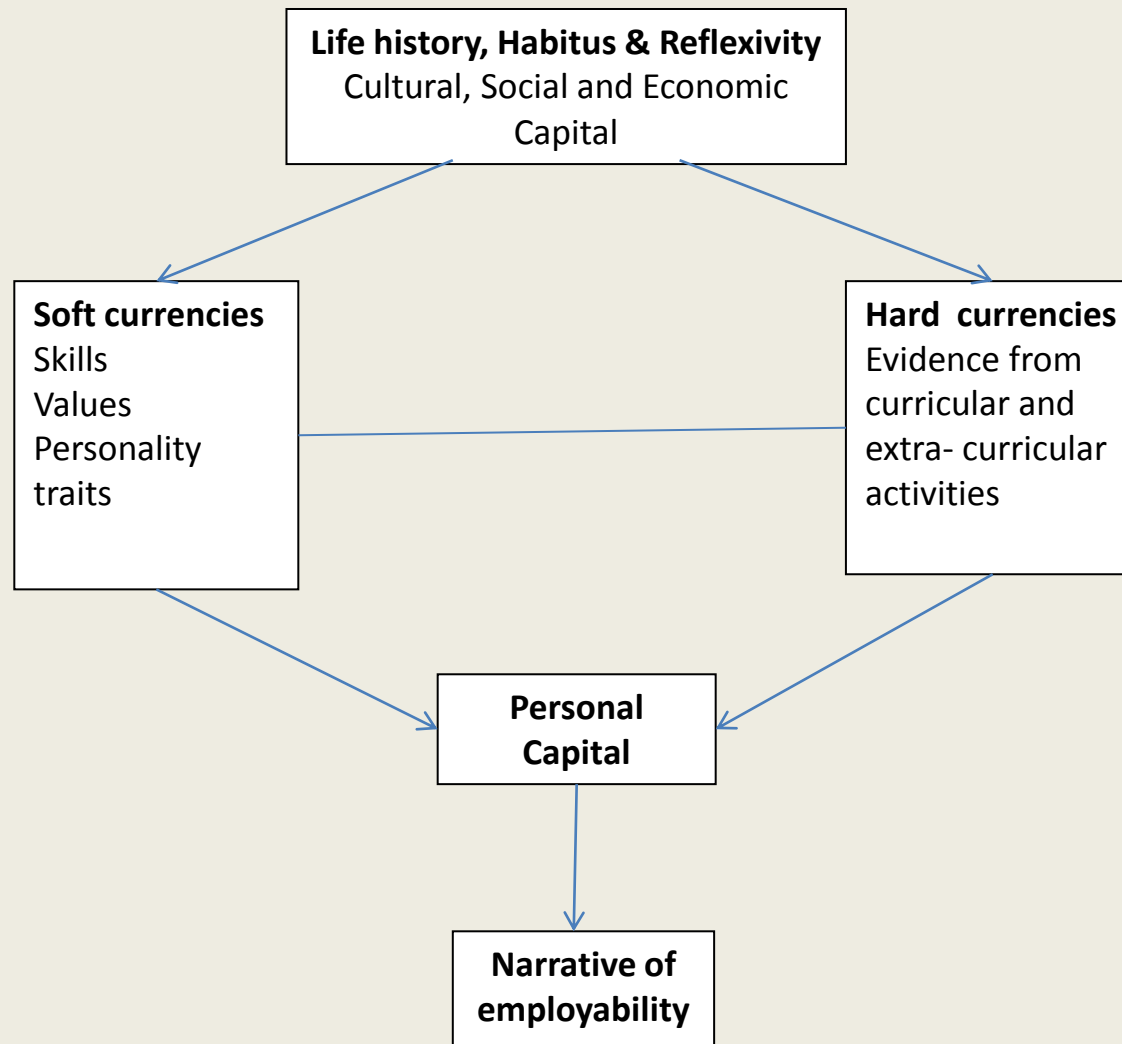 Life history, Habitus & Reflexivity
Cultural, Social and Economic
Capital
Soft currencies
Skills
Values
Personality
traits
Hard currencies
Evidence from
curricular and
extra- curricular
activities
Personal
Capital
Narrative of
employability